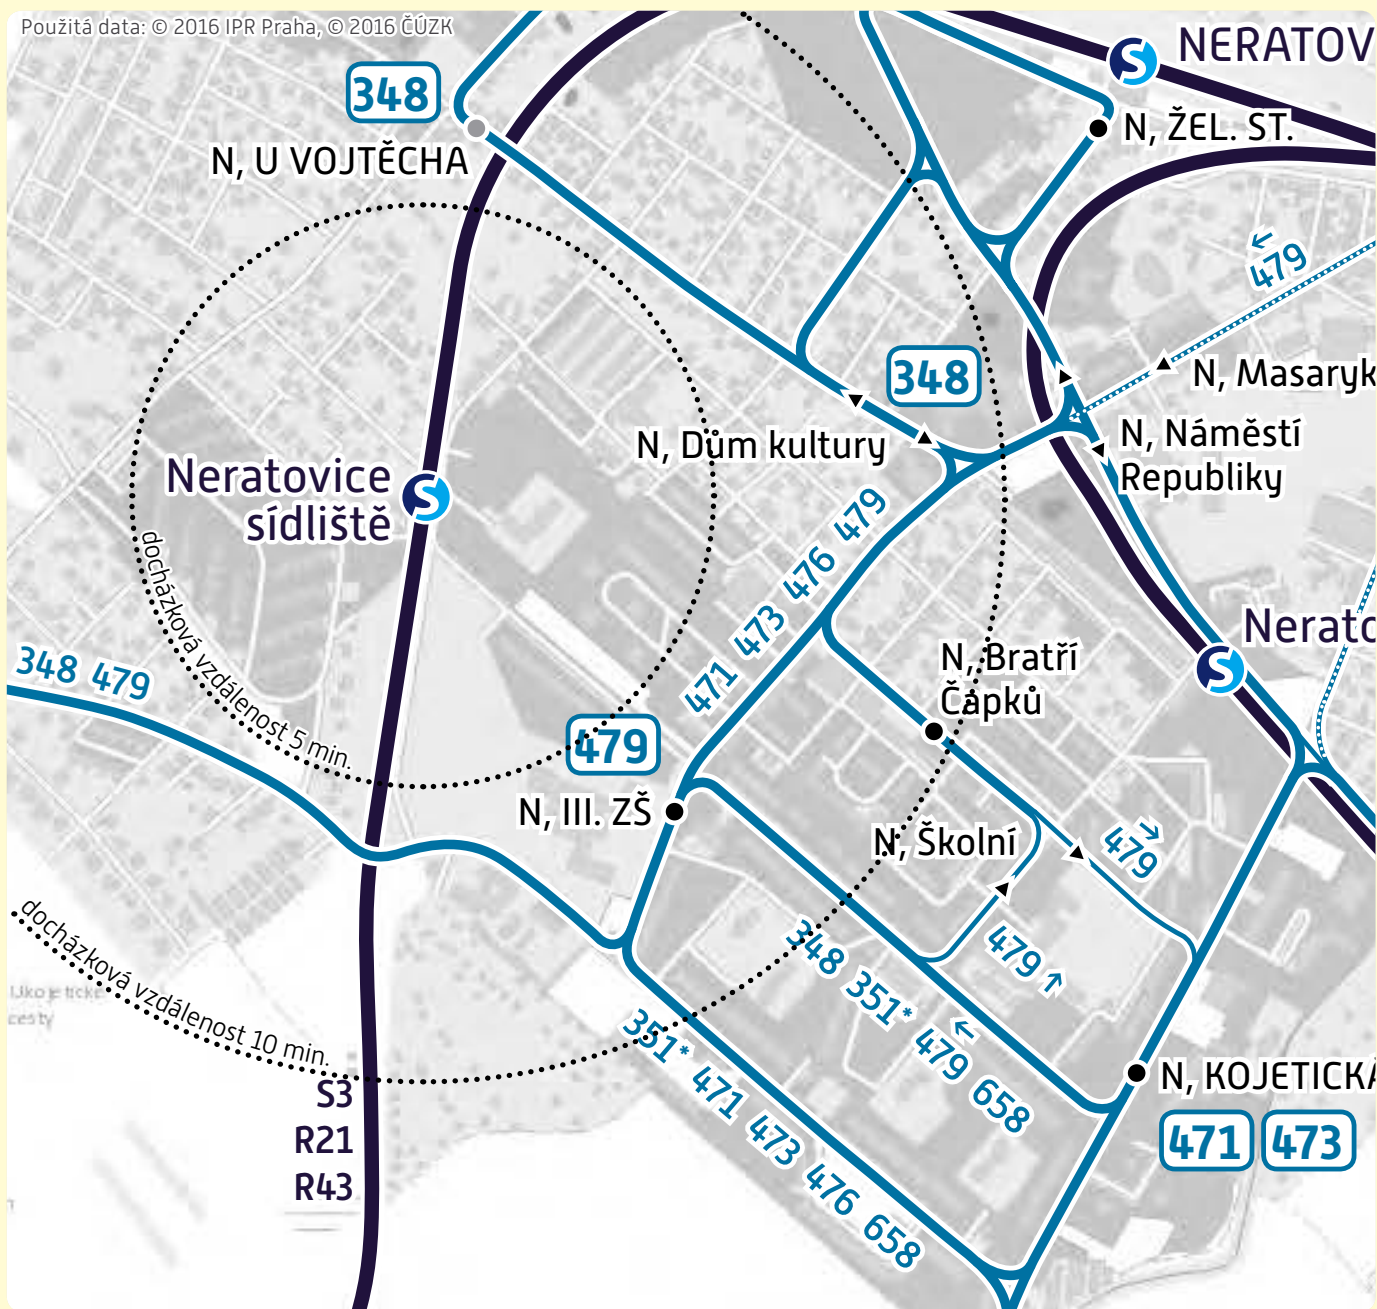 Použitá data: © 2016 IPR Praha, © 2016 ČÚZK
NERATOV
348
N, ŽEL. ST.
N, U VOJTĚCHA
←
479
348
N, Masaryk
N, Dům kultury
N, Náměstí
Republiky
Neratovice
sídliště
471 473 476 479
docházková vzdálenost 5 min.
Nerato
348 479
N, Bratří
Čapků
479
N, III. ZŠ
N, Školní
→
479
docházková vzdálenost 10 min.
479 ↑
348 351* 479 658
←
351* 471 473 476 658
cesty
S3
R21
R43
N, KOJETICKÁ
471 473